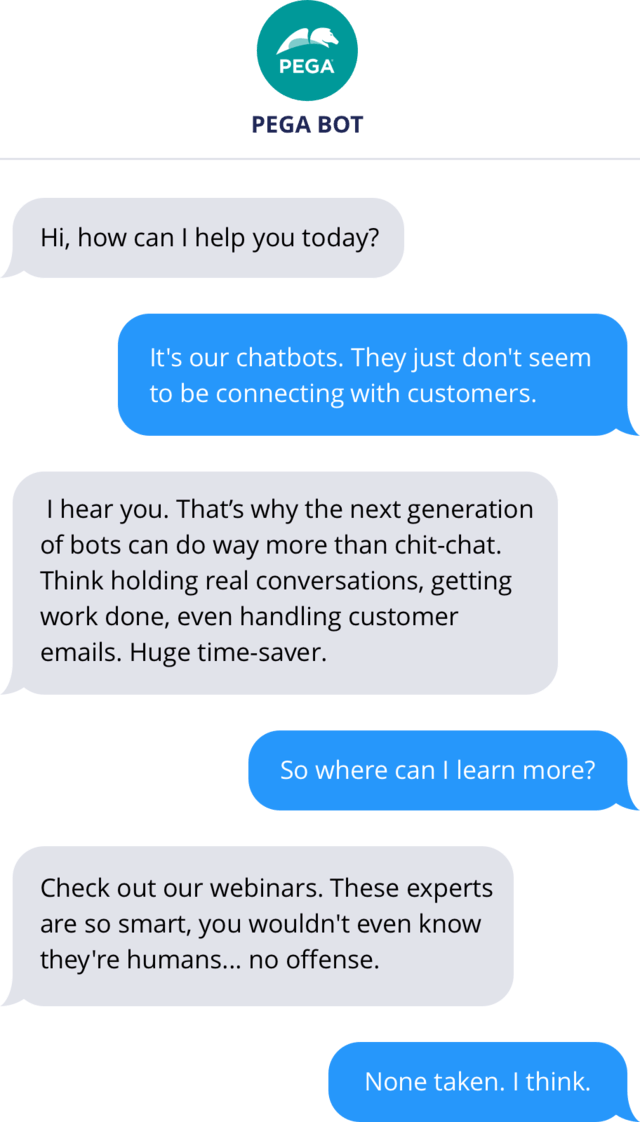 PEGA
PEGA BOT
Hi, how can I help you today?
It's our chatbots. They just don't seem
to be connecting with customers.
I hear you. That’s why the next generation
of bots can do way more than chit-chat.
Think holding real conversations, getting
work done, even handling customer
emails. Huge time-saver.
So where can I learn more?
Check out our webinars. These experts
are so smart, you wouldn't even know
they're humans... no offense.
None taken. I think.